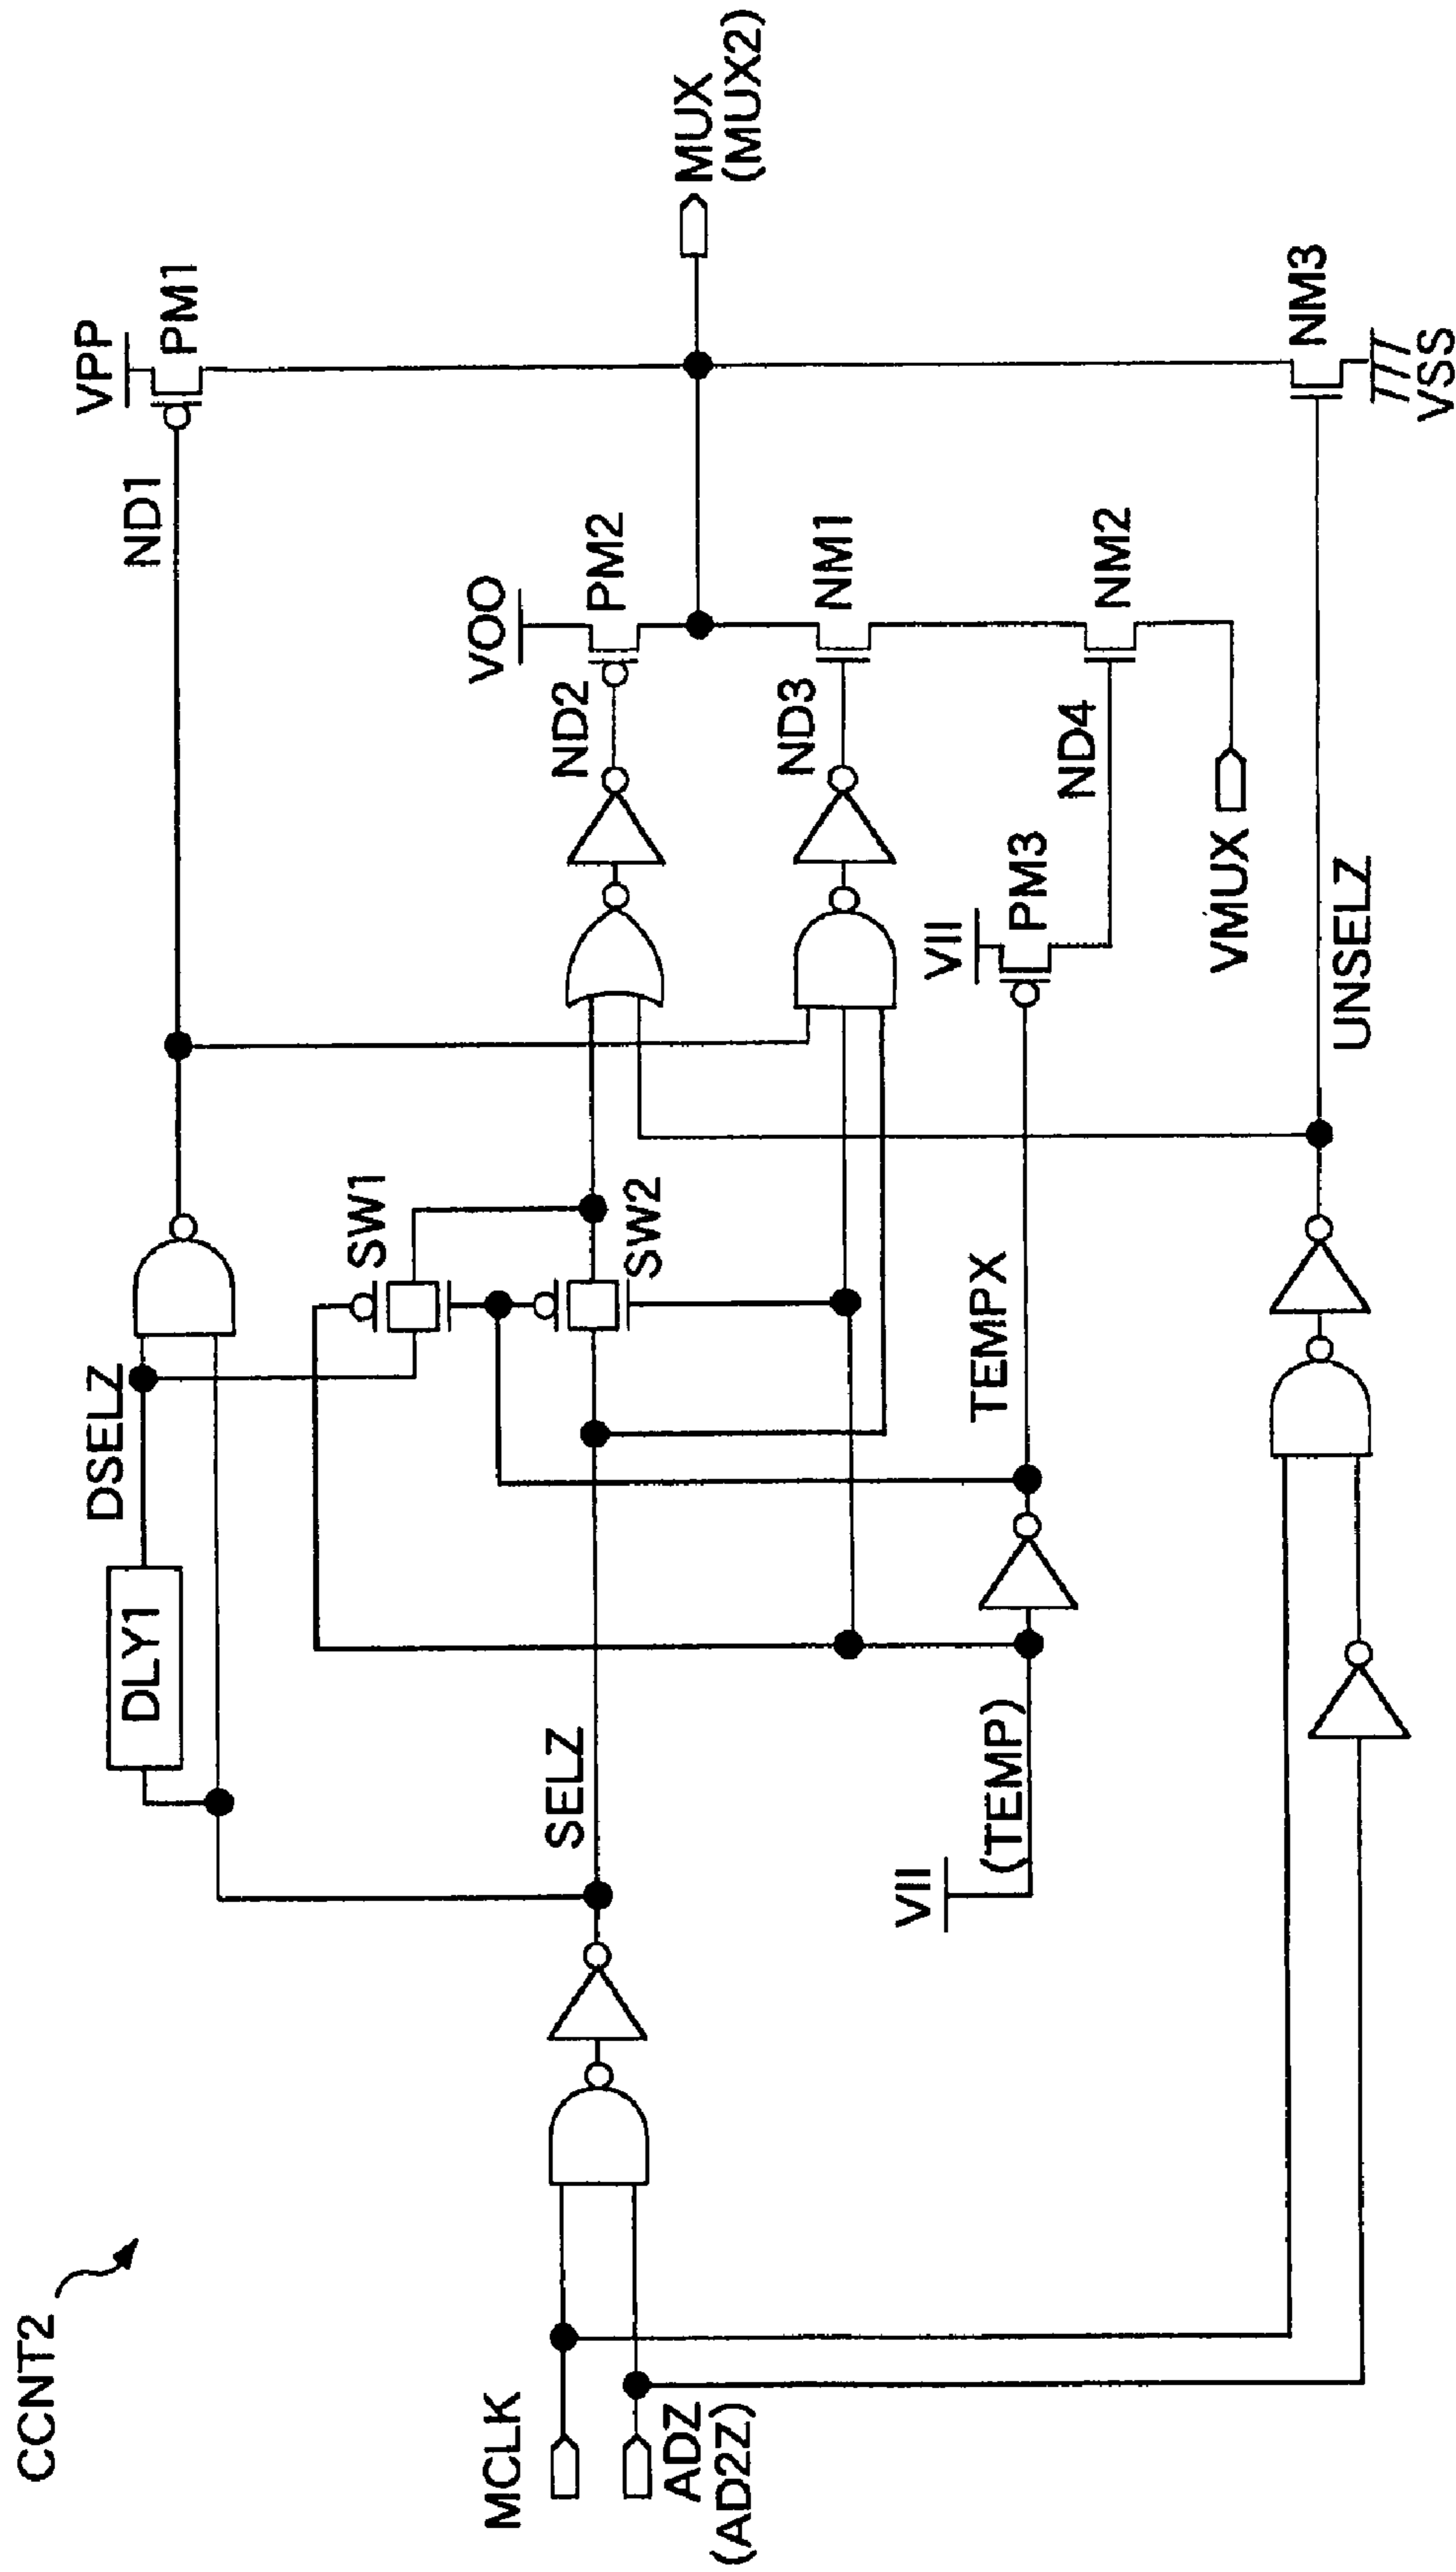 CCNT2
MCLK
ADZ
(AD2Z)
SELZ
DLY1
DSELZ
VII
(TEMP)
TEMPX
SW1
SW2
ND1
VPP
PM1
VOO
PM2
ND2
ND3
NM1
VII
PM3
ND4
NM2
VMUX
UNSELZ
NM3
VSS
MUX
(MUX2)